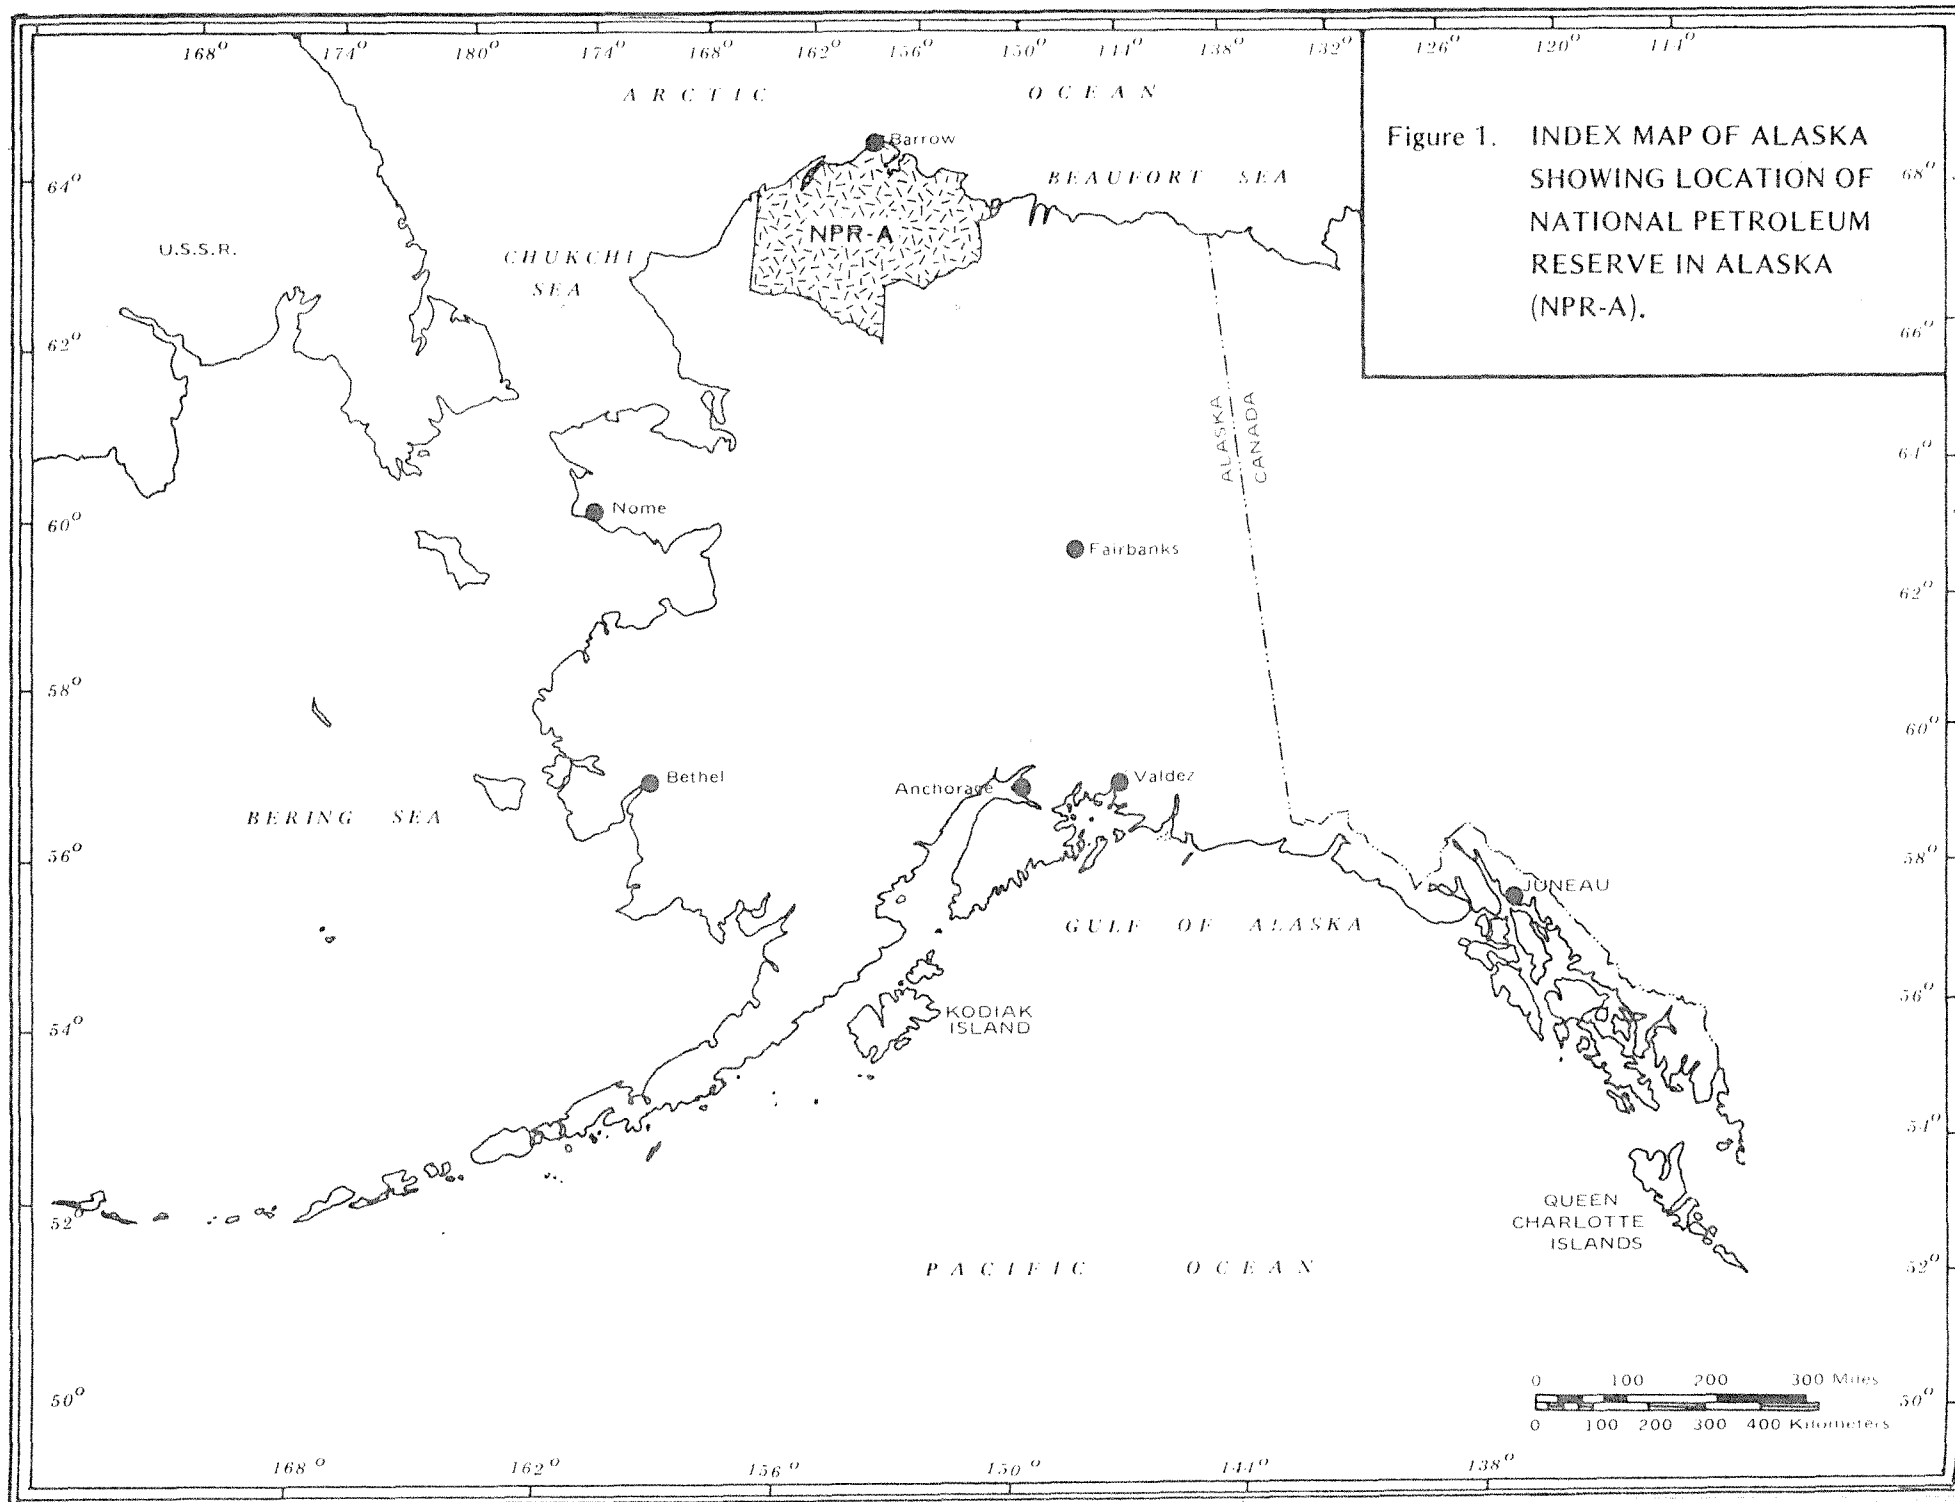 168° 174° 180° 174° 168° 162° 156° 150° 144° 138° 132° 126° 120° 114°
ARCTIC OCEAN
Figure 1. INDEX MAP OF ALASKA
SHOWING LOCATION OF
NATIONAL PETROLEUM
RESERVE IN ALASKA
(NPR-A).
Barrow
BEAUFORT SEA
68°
64°
NPR-A
U.S.S.R.
CHUKCHI
SEA
66°
62°
ALASKA
CANADA
64°
Nome
60°
Fairbanks
62°
58°
60°
Bethel
Anchorage
Valdez
BERING SEA
56°
58°
JUNEAU
GULF OF ALASKA
56°
KODIAK
ISLAND
54°
54°
QUEEN
CHARLOTTE
ISLANDS
52°
PACIFIC OCEAN
52°
0 100 200 300 Miles
50°
50°
0 100 200 300 400 Kilometers
168° 162° 156° 150° 144° 138°